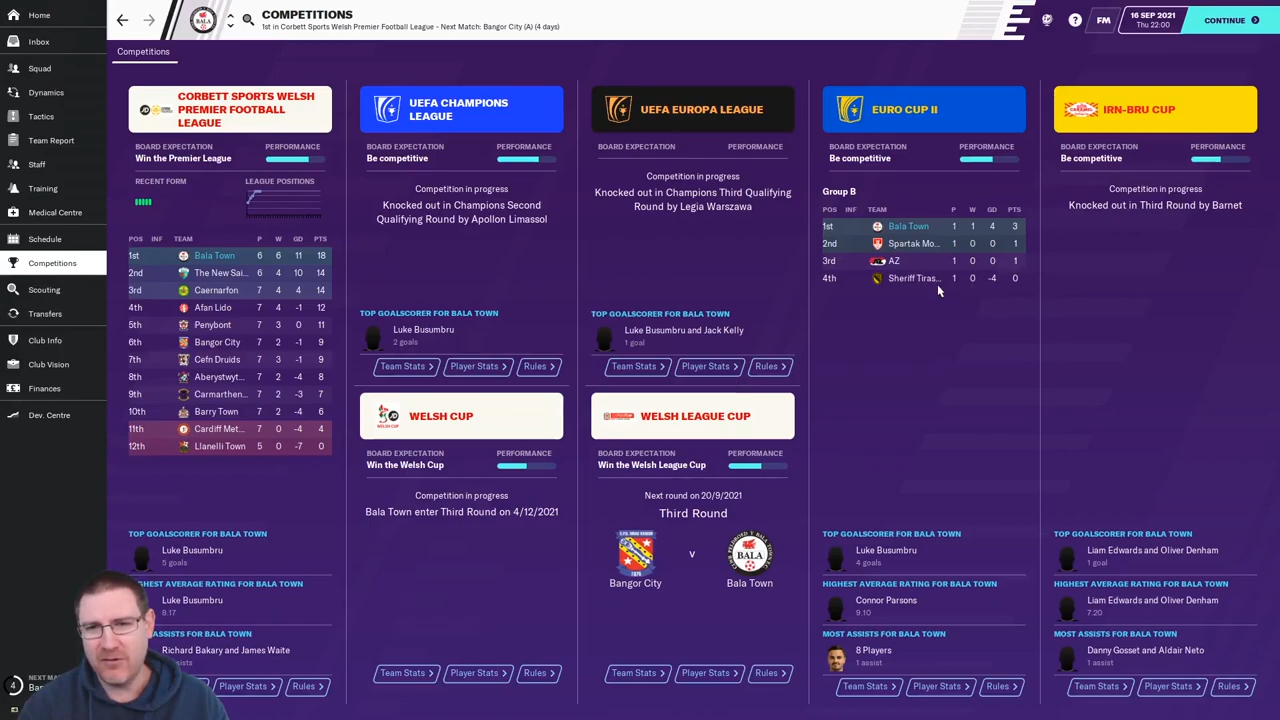 Inbox
Squad
Dynamics
Tactics
Team Report
Staff
Training
Medical Centre
Schedule
Competitions
Scouting
Transfers
Club Info
Club Vision
Finances
Dev. Centre
BALA
COMPETITIONS
1st in Corbett Sports Welsh Premier Football League - Next Match: Bangor City (A) (4 days)
?
FM
16 SEP 2021
Thu 22:00
CONTINUE
Competitions
CORBETT SPORTS WELSH
PREMIER FOOTBALL
LEAGUE
BOARD EXPECTATION PERFORMANCE
Win the Premier League
RECENT FORM LEAGUE POSITIONS
POS INF TEAM P W GD PTS
1st Bala Town 6 6 11 18
2nd The New Sai... 6 4 10 14
3rd Caernarfon 7 4 4 14
4th Afan Lido 7 4 -1 12
5th Penybont 7 3 0 11
6th Bangor City 7 2 -1 9
7th Cefn Druids 7 3 -1 9
8th Aberystwyt... 7 2 -4 8
9th Carmarthen... 7 2 -3 7
10th Barry Town 7 2 -4 6
11th Cardiff Met... 7 0 -4 4
12th Llanelli Town 5 0 -7 0
TOP GOALSCORER FOR BALA TOWN
Luke Busumbru
5 goals
HIGHEST AVERAGE RATING FOR BALA TOWN
Luke Busumbru
8.17
ASSISTS FOR BALA TOWN
Richard Bakary and James Waite
Player Stats Rules
UEFA CHAMPIONS
LEAGUE
BOARD EXPECTATION PERFORMANCE
Be competitive
Competition in progress
Knocked out in Champions Second
Qualifying Round by Apollon Limassol
TOP GOALSCORER FOR BALA TOWN
Luke Busumbru
2 goals
Team Stats Player Stats Rules
WELSH CUP
BOARD EXPECTATION PERFORMANCE
Win the Welsh Cup
Competition in progress
Bala Town enter Third Round on 4/12/2021
Team Stats Player Stats Rules
UEFA EUROPA LEAGUE
BOARD EXPECTATION PERFORMANCE
Competition in progress
Knocked out in Champions Third Qualifying
Round by Legia Warszawa
TOP GOALSCORER FOR BALA TOWN
Luke Busumbru and Jack Kelly
1 goal
Team Stats Player Stats Rules
WELSH LEAGUE CUP
BOARD EXPECTATION PERFORMANCE
Win the Welsh League Cup
Next round on 20/9/2021
Third Round
v
BALA
Bangor City Bala Town
Team Stats Player Stats Rules
EURO CUP II
BOARD EXPECTATION PERFORMANCE
Be competitive
Group B
POS INF TEAM P W GD PTS
1st Bala Town 1 1 4 3
2nd Spartak Mo... 1 0 0 1
3rd AZ 1 0 0 1
4th Sheriff Tiras... 1 0 -4 0
TOP GOALSCORER FOR BALA TOWN
Luke Busumbru
4 goals
HIGHEST AVERAGE RATING FOR BALA TOWN
Connor Parsons
9.10
MOST ASSISTS FOR BALA TOWN
8 Players
1 assist
Team Stats Player Stats Rules
IRN-BRU CUP
BOARD EXPECTATION PERFORMANCE
Be competitive
Competition in progress
Knocked out in Third Round by Barnet
TOP GOALSCORER FOR BALA TOWN
Liam Edwards and Oliver Denham
1 goal
HIGHEST AVERAGE RATING FOR BALA TOWN
Liam Edwards and Oliver Denham
7.20
MOST ASSISTS FOR BALA TOWN
Danny Gosset and Aldair Neto
1 assist
Team Stats Player Stats Rules